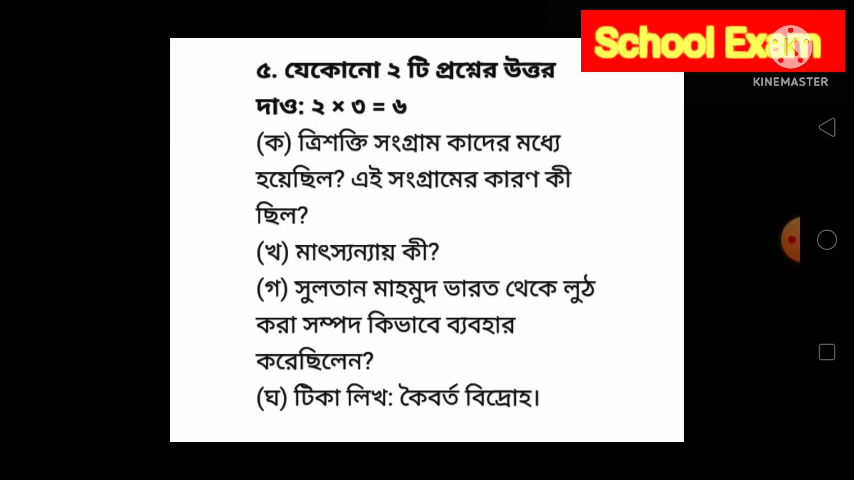 School Exam
KINEMASTER
৫. যেকোনো ২ টি প্রশ্নের উত্তর
দাও: ২ × ৩ = ৬
(ক) ত্রিশক্তি সংগ্রাম কাদের মধ্যে
হয়েছিল? এই সংগ্রামের কারণ কী
ছিল?
(খ) মাৎস্যন্যায় কী?
(গ) সুলতান মাহমুদ ভারত থেকে লুঠ
করা সম্পদ কিভাবে ব্যবহার
করেছিলেন?
(ঘ) টিকা লিখ: কৈবর্ত বিদ্রোহ।